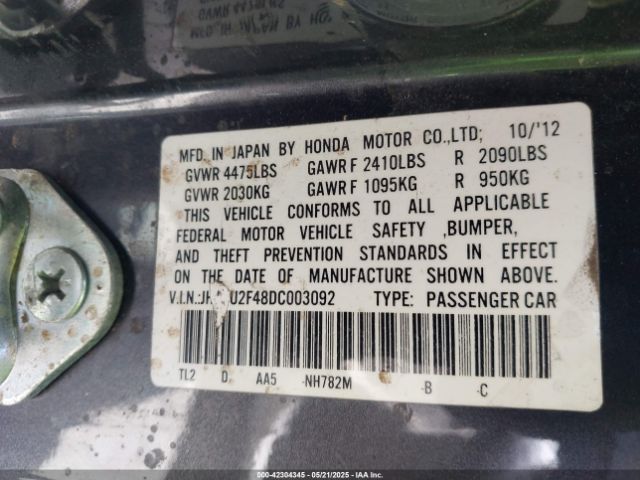 MFD. IN JAPAN BY HONDA MOTOR CO.,LTD; 10/'12
GVWR 4475LBS GAWR F 2410LBS R 2090LBS
GVWR 2030KG GAWR F 1095KG R 950KG
THIS VEHICLE CONFORMS TO ALL APPLICABLE
FEDERAL MOTOR VEHICLE SAFETY ,BUMPER,
AND THEFT PREVENTION STANDARDS IN EFFECT
ON THE DATE OF MANUFACTURE SHOWN ABOVE.
V.I.N.: U2F48DC003092 TYPE: PASSENGER CAR
TL2 D AA5 -NH782M -B -C
000-42304345 - 05/21/2025 - IAA Inc.